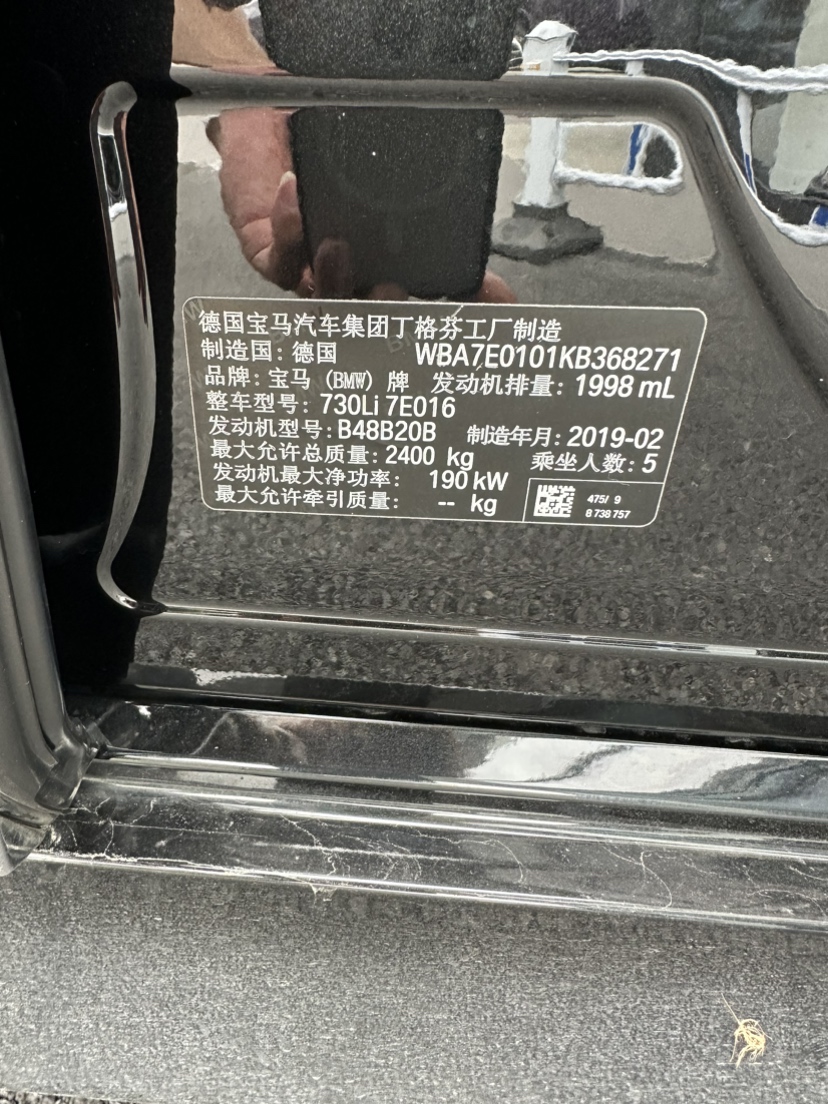 德国宝马汽车集团丁格芬工厂制造
制造国：德国 WBA7E0101KB368271
品牌：宝马（BMW）牌 发动机排量：1998 mL
整车型号：730Li 7E016
发动机型号：B48B20B 制造年月：2019-02
最大允许总质量：2400 kg 乘坐人数：5
发动机最大净功率： 190 kW
最大允许牵引质量： -- kg
475/ 9
8 738 757